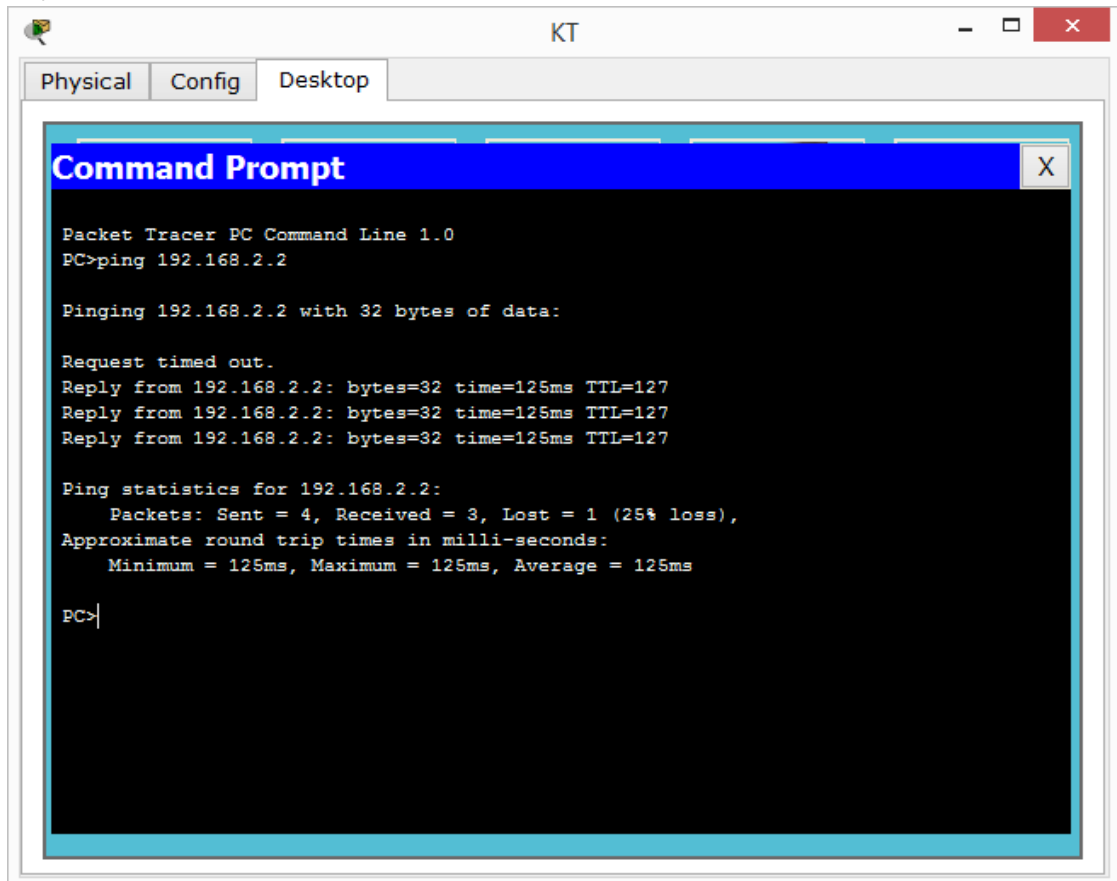 KT
Physical Config Desktop
Command Prompt X
Packet Tracer PC Command Line 1.0
PC>ping 192.168.2.2
Pinging 192.168.2.2 with 32 bytes of data:
Request timed out.
Reply from 192.168.2.2: bytes=32 time=125ms TTL=127
Reply from 192.168.2.2: bytes=32 time=125ms TTL=127
Reply from 192.168.2.2: bytes=32 time=125ms TTL=127
Ping statistics for 192.168.2.2:
Packets: Sent = 4, Received = 3, Lost = 1 (25% loss),
Approximate round trip times in milli-seconds:
Minimum = 125ms, Maximum = 125ms, Average = 125ms
PC>